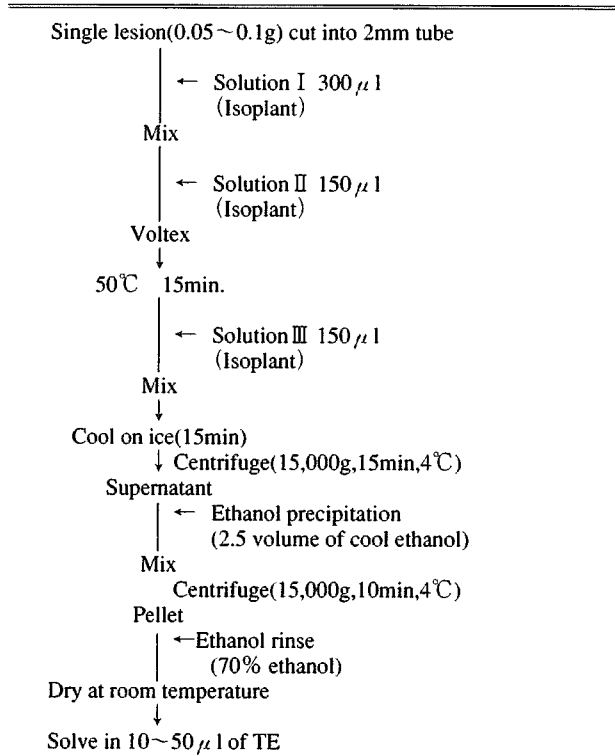 Single lesion(0.05～0.1g) cut into 2mm tube
← Solution Ⅰ 300μl
(Isoplant)
Mix
← Solution Ⅱ 150μl
(Isoplant)
Voltex
50℃ 15min.
← Solution Ⅲ 150μl
(Isoplant)
Mix
Cool on ice(15min)
Centrifuge(15,000g,15min,4℃)
Supernatant
← Ethanol precipitation
(2.5 volume of cool ethanol)
Mix
Centrifuge(15,000g,10min,4℃)
Pellet
←Ethanol rinse
(70% ethanol)
Dry at room temperature
Solve in 10～50μl of TE